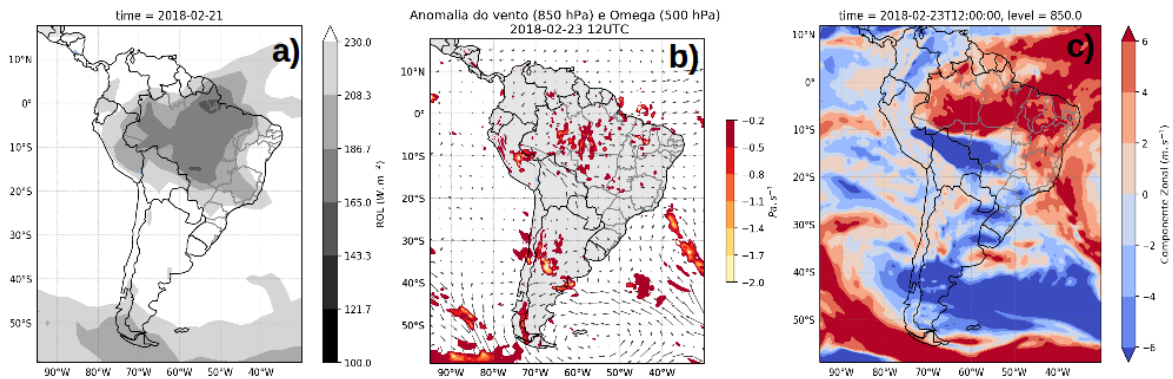 time = 2018-02-21
a)
10°N
0°
10°S
20°S
30°S
40°S
50°S
90°W 80°W 70°W 60°W 50°W 40°W
230.0
208.3
186.7
165.0
143.3
121.7
100.0
ROL (W.m⁻²)
Anomalia do vento (850 hPa) e Omega (500 hPa)
2018-02-23 12UTC
b)
10°N
0°
10°S
20°S
30°S
40°S
50°S
90°W 80°W 70°W 60°W 50°W 40°W
−0.2
−0.5
−0.8
−1.1
−1.4
−1.7
−2.0
Pa.s⁻¹
time = 2018-02-23T12:00:00, level = 850.0
c)
10°N
0°
10°S
20°S
30°S
40°S
50°S
90°W 80°W 70°W 60°W 50°W 40°W
6
4
2
0
−2
−4
−6
Componente Zonal (m.s⁻¹)